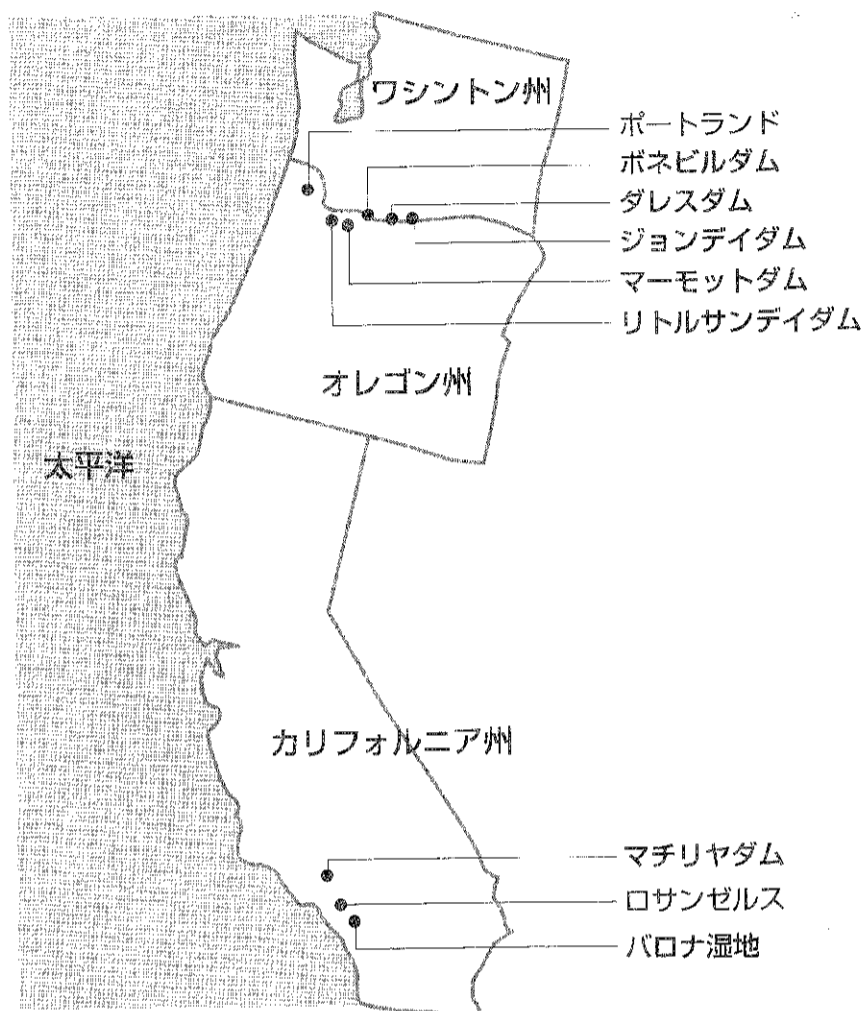 ワシントン州
ポートランド
ボネビルダム
ダレスダム
ジョンデイダム
マーモットダム
リトルサンデイダム
オレゴン州
太平洋
カリフォルニア州
マチリヤダム
ロサンゼルス
バロナ湿地